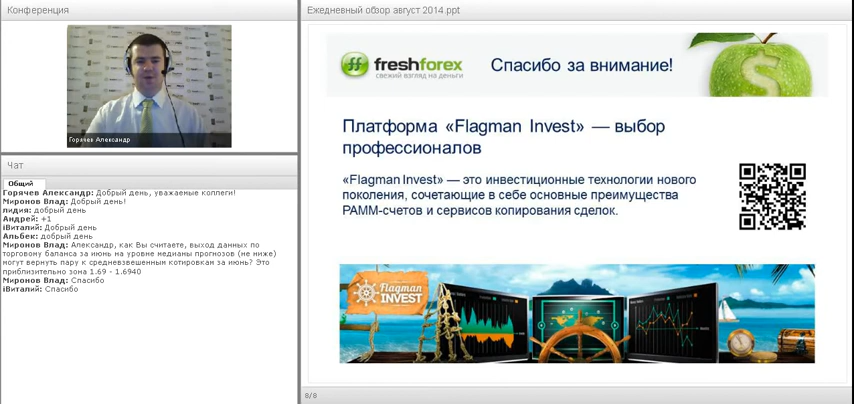 Конференция
Горячев Александр
Чат
Общий
Горячев Александр: Добрый день, уважаемые коллеги!
Миронов Влад: Добрый день!
лидия: добрый день
Андрей: +1
iВиталий: Добрый день
Альбек: добрый день
Миронов Влад: Александр, как Вы считаете, выход данных по
торговому баланса за июнь на уровне медианы прогнозов (не ниже)
могут вернуть пару к средневзвешенным котировкам за июнь? Это
приблизительно зона 1.69 - 1.6940
Миронов Влад: Спасибо
iВиталий: Спасибо
Ежедневный обзор август 2014.ppt
freshforex
свежий взгляд на деньги
Спасибо за внимание!
Платформа «Flagman Invest» — выбор
профессионалов
«Flagman Invest» — это инвестиционные технологии нового
поколения, сочетающие в себе основные преимущества
PAMM-счетов и сервисов копирования сделок.
Flagman
INVEST
8/8